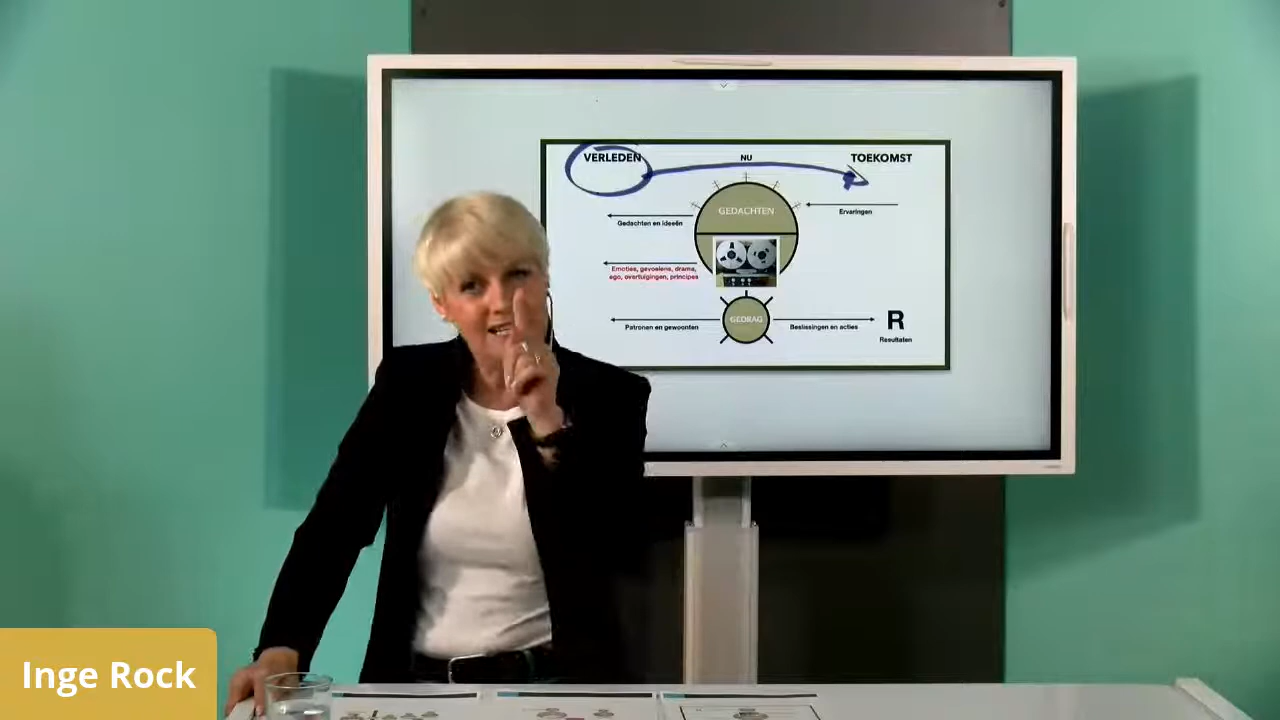 VERLEDEN
NU
TOEKOMST
GEDACHTEN
Gedachten en ideeën
Ervaringen
Emoties, gevoelens, drama,
ego, overtuigingen, principes
GEDRAG
Patronen en gewoonten
Beslissingen en acties
R
Resultaten
Inge Rock